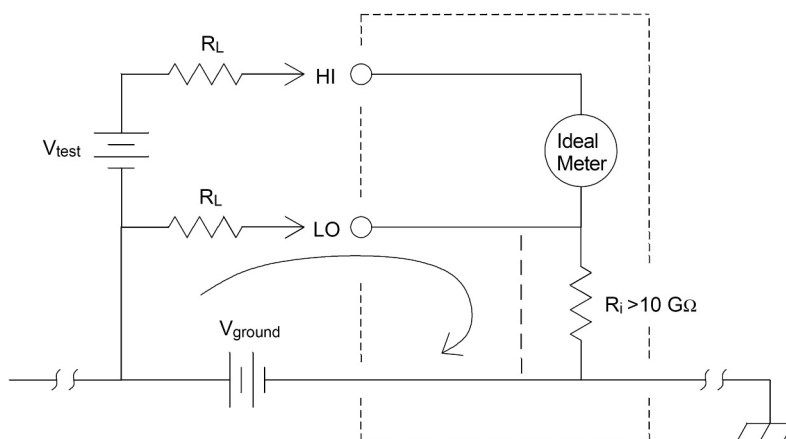 RL
HI
Vtest
Ideal
Meter
RL
LO
Ri >10 GΩ
Vground